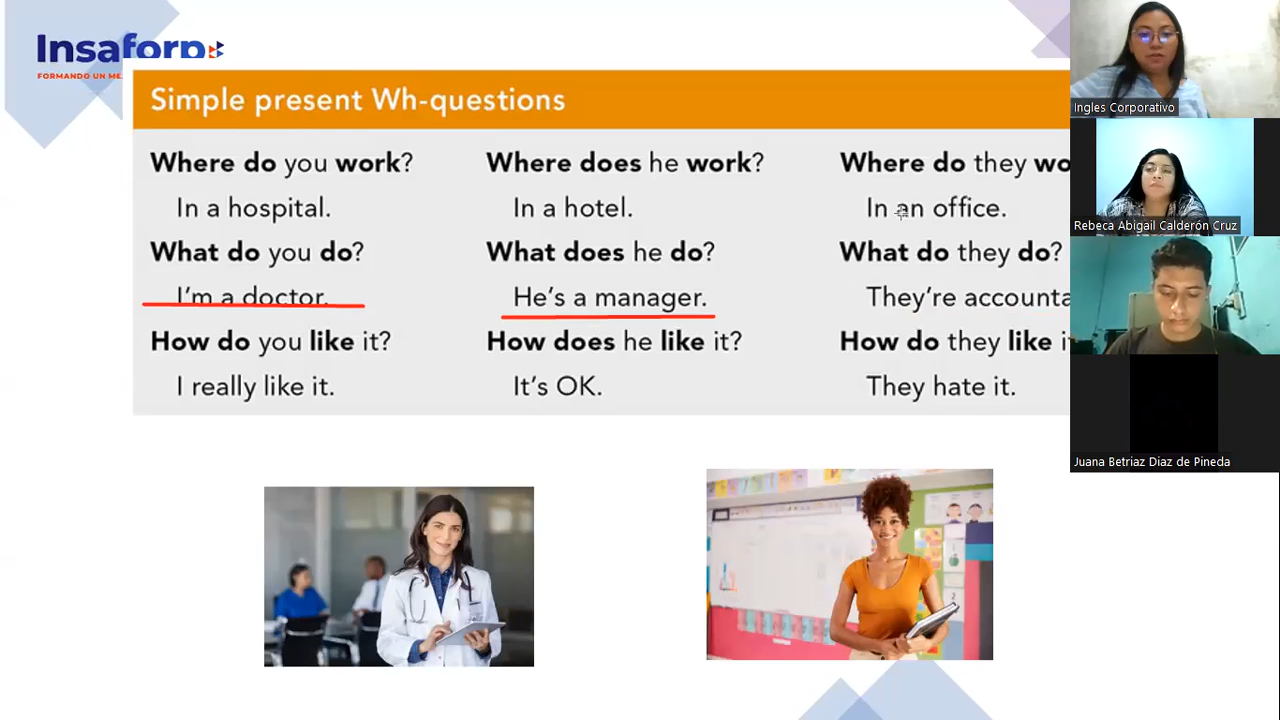 Insaforp
FORMANDO UN ME
Simple present Wh-questions
Where do you work?
In a hospital.
What do you do?
I'm a doctor.
How do you like it?
I really like it.
Where does he work?
In a hotel.
What does he do?
He's a manager.
How does he like it?
It's OK.
Where do they wo
In an office.
What do they do?
They're accounta
How do they like i
They hate it.
Ingles Corporativo
Rebeca Abigail Calderón Cruz
Juana Betriaz Diaz de Pineda